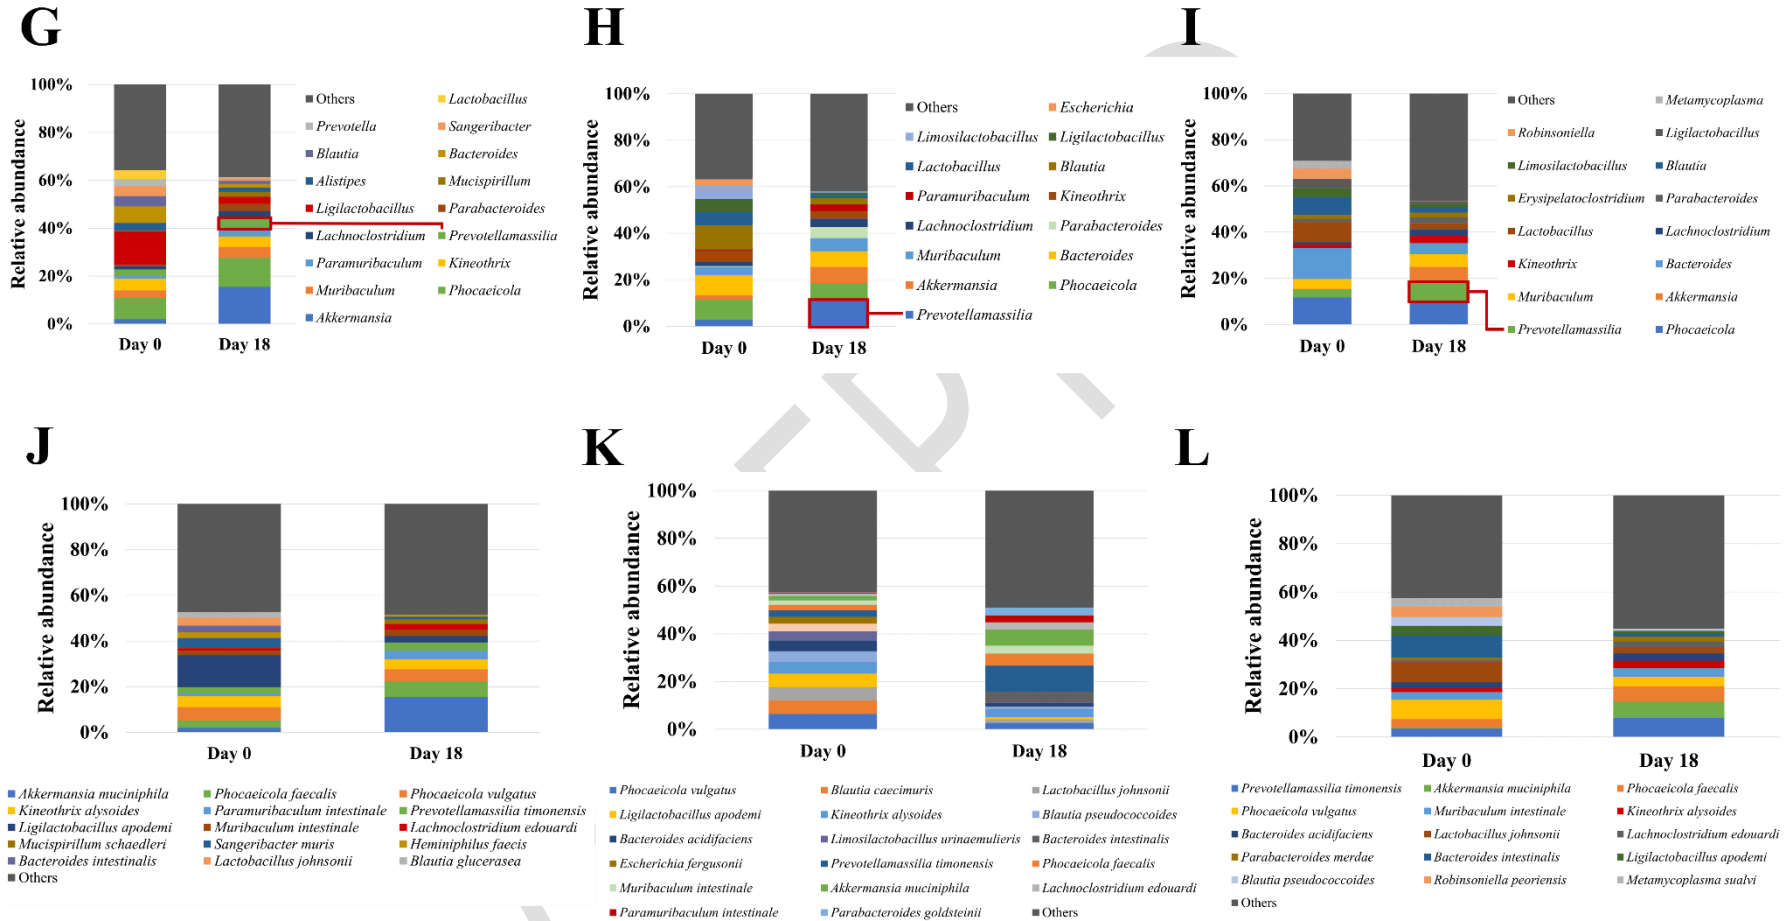 G
H
I
Relative abundance
100%
80%
60%
40%
20%
0%
Day 0
Day 18
Others
Lactobacillus
Prevotella
Sangeribacter
Blautia
Bacteroides
Alistipes
Mucispirillum
Ligilactobacillus
Parabacteroides
Lachnoclostridium
Prevotellamassilia
Paramuribaculum
Kineothrix
Muribaculum
Phocaeicola
Akkermansia
Relative abundance
100%
80%
60%
40%
20%
0%
Day 0
Day 18
Others
Escherichia
Limosilactobacillus
Ligilactobacillus
Lactobacillus
Blautia
Paramuribaculum
Kineothrix
Lachnoclostridium
Parabacteroides
Muribaculum
Bacteroides
Akkermansia
Phocaeicola
Prevotellamassilia
Relative abundance
100%
80%
60%
40%
20%
0%
Day 0
Day 18
Others
Metamycoplasma
Robinsoniella
Ligilactobacillus
Limosilactobacillus
Blautia
Erysipelatoclostridium
Parabacteroides
Lactobacillus
Lachnoclostridium
Kineothrix
Bacteroides
Muribaculum
Akkermansia
Prevotellamassilia
Phocaeicola
J
K
L
Relative abundance
100%
80%
60%
40%
20%
0%
Day 0
Day 18
Akkermansia muciniphila
Phocaeicola faecalis
Phocaeicola vulgatus
Kineothrix alysoides
Paramuribaculum intestinale
Prevotellamassilia timonensis
Ligilactobacillus apodemi
Muribaculum intestinale
Lachnoclostridium edouardi
Mucispirillum schaedleri
Sangeribacter muris
Heminiphilus faecis
Bacteroides intestinalis
Lactobacillus johnsonii
Blautia glucerasea
Others
Relative abundance
100%
80%
60%
40%
20%
0%
Day 0
Day 18
Phocaeicola vulgatus
Blautia caecimuris
Lactobacillus johnsonii
Ligilactobacillus apodemi
Kineothrix alysoides
Blautia pseudococcoides
Bacteroides acidifaciens
Limosilactobacillus urinaemulieris
Bacteroides intestinalis
Escherichia fergusonii
Prevotellamassilia timonensis
Phocaeicola faecalis
Muribaculum intestinale
Akkermansia muciniphila
Lachnoclostridium edouardi
Paramuribaculum intestinale
Parabacteroides goldsteinii
Others
Relative abundance
100%
80%
60%
40%
20%
0%
Day 0
Day 18
Prevotellamassilia timonensis
Akkermansia muciniphila
Phocaeicola faecalis
Phocaeicola vulgatus
Muribaculum intestinale
Kineothrix alysoides
Bacteroides acidifaciens
Lactobacillus johnsonii
Lachnoclostridium edouardi
Parabacteroides merdae
Bacteroides intestinalis
Ligilactobacillus apodemi
Blautia pseudococcoides
Robinsoniella peoriensis
Metamycoplasma sualvi
Others